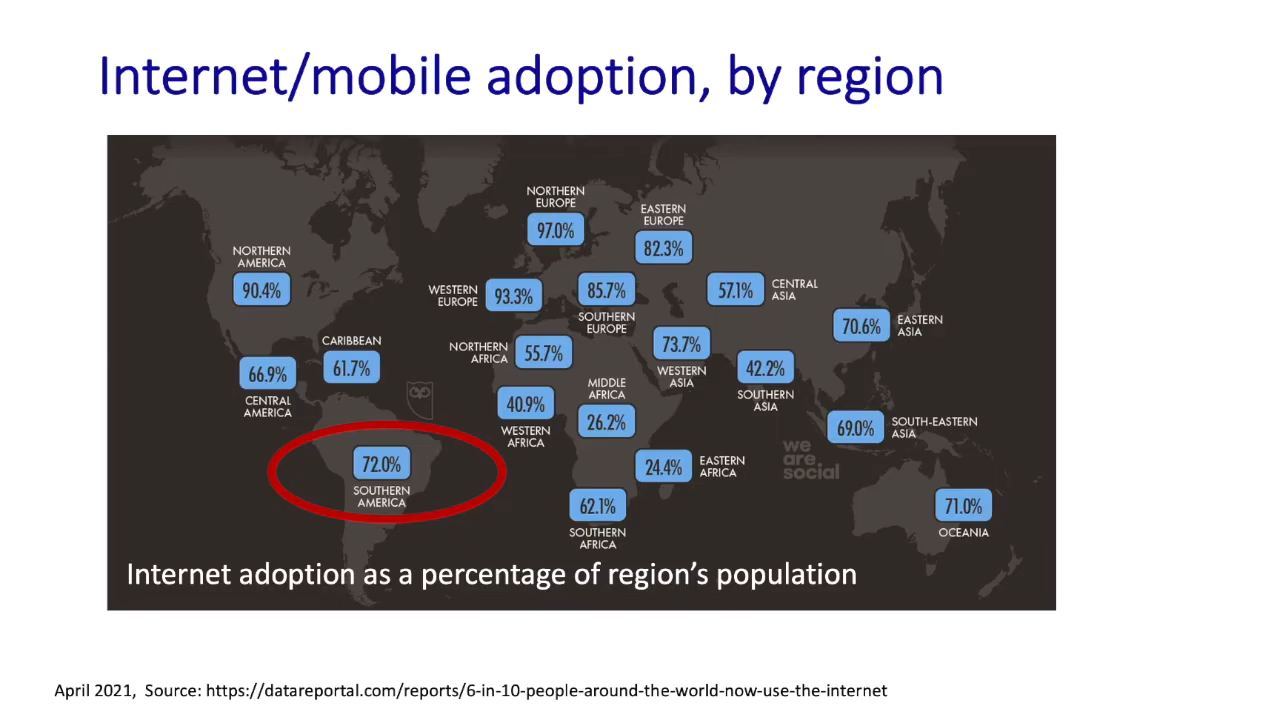 Internet/mobile adoption, by region
NORTHERN
EUROPE
97.0%
EASTERN
EUROPE
82.3%
NORTHERN
AMERICA
90.4%
WESTERN
EUROPE
93.3%
85.7%
SOUTHERN
EUROPE
57.1%
CENTRAL
ASIA
70.6%
EASTERN
ASIA
CARIBBEAN
61.7%
NORTHERN
AFRICA
55.7%
73.7%
WESTERN
ASIA
66.9%
CENTRAL
AMERICA
42.2%
SOUTHERN
ASIA
40.9%
WESTERN
AFRICA
MIDDLE
AFRICA
26.2%
69.0%
SOUTH-EASTERN
ASIA
we
are
social
72.0%
SOUTHERN
AMERICA
24.4%
EASTERN
AFRICA
62.1%
SOUTHERN
AFRICA
71.0%
OCEANIA
Internet adoption as a percentage of region’s population
April 2021, Source: https://datareportal.com/reports/6-in-10-people-around-the-world-now-use-the-internet